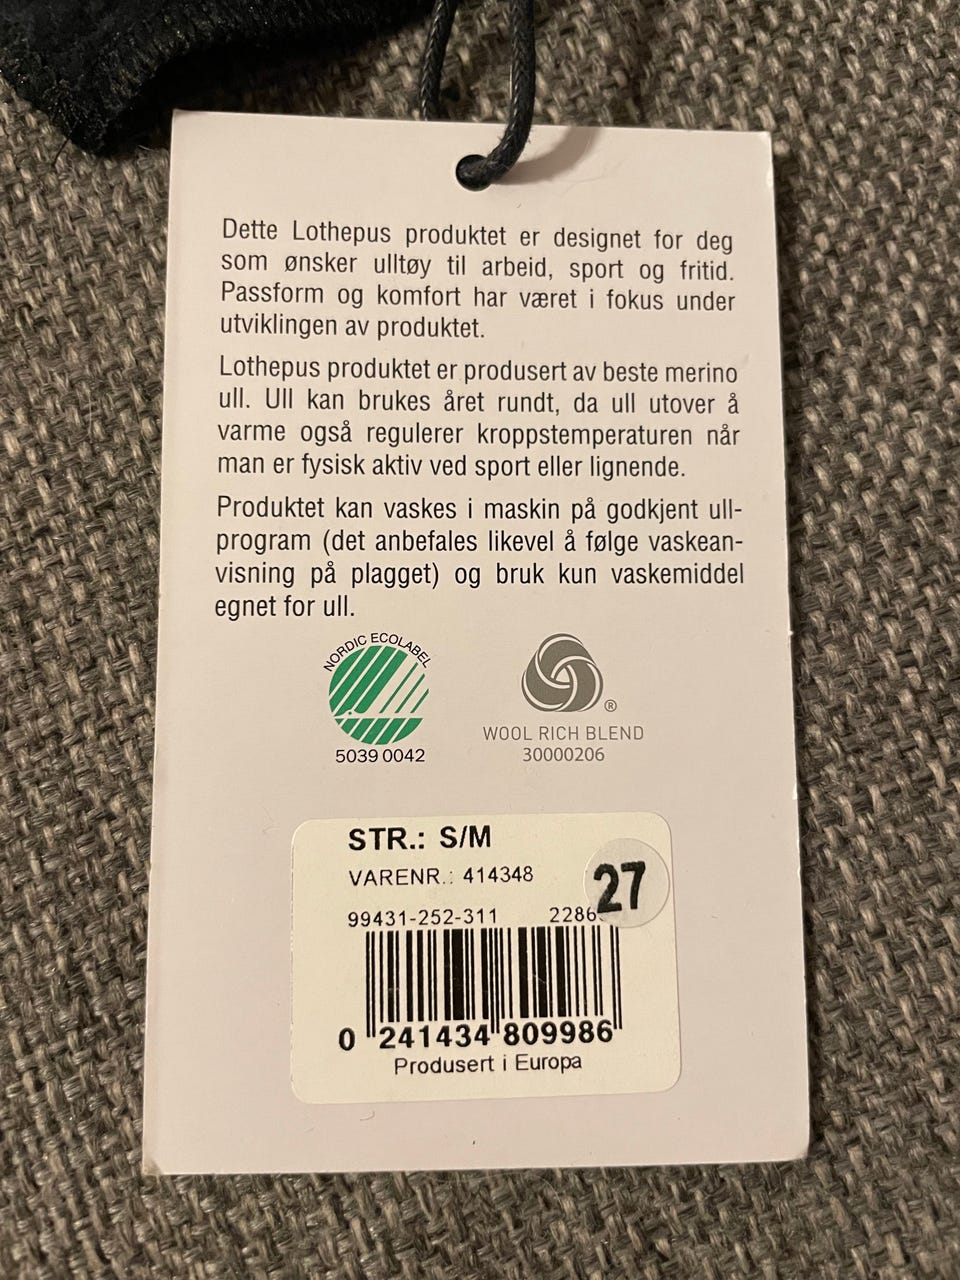 Dette Lothepus produktet er designet for deg
som ønsker ulltøy til arbeid, sport og fritid.
Passform og komfort har været i fokus under
utviklingen av produktet.
Lothepus produktet er produsert av beste merino
ull. Ull kan brukes året rundt, da ull utover å
varme også regulerer kroppstemperaturen når
man er fysisk aktiv ved sport eller lignende.
Produktet kan vaskes i maskin på godkjent ull-
program (det anbefales likevel å følge vaskean-
visning på plagget) og bruk kun vaskemiddel
egnet for ull.
NORDIC ECOLABEL
5039 0042
®
WOOL RICH BLEND
30000206
STR.: S/M
VARENR.: 414348
27
99431-252-311
0 241434 809986
Produsert i Europa